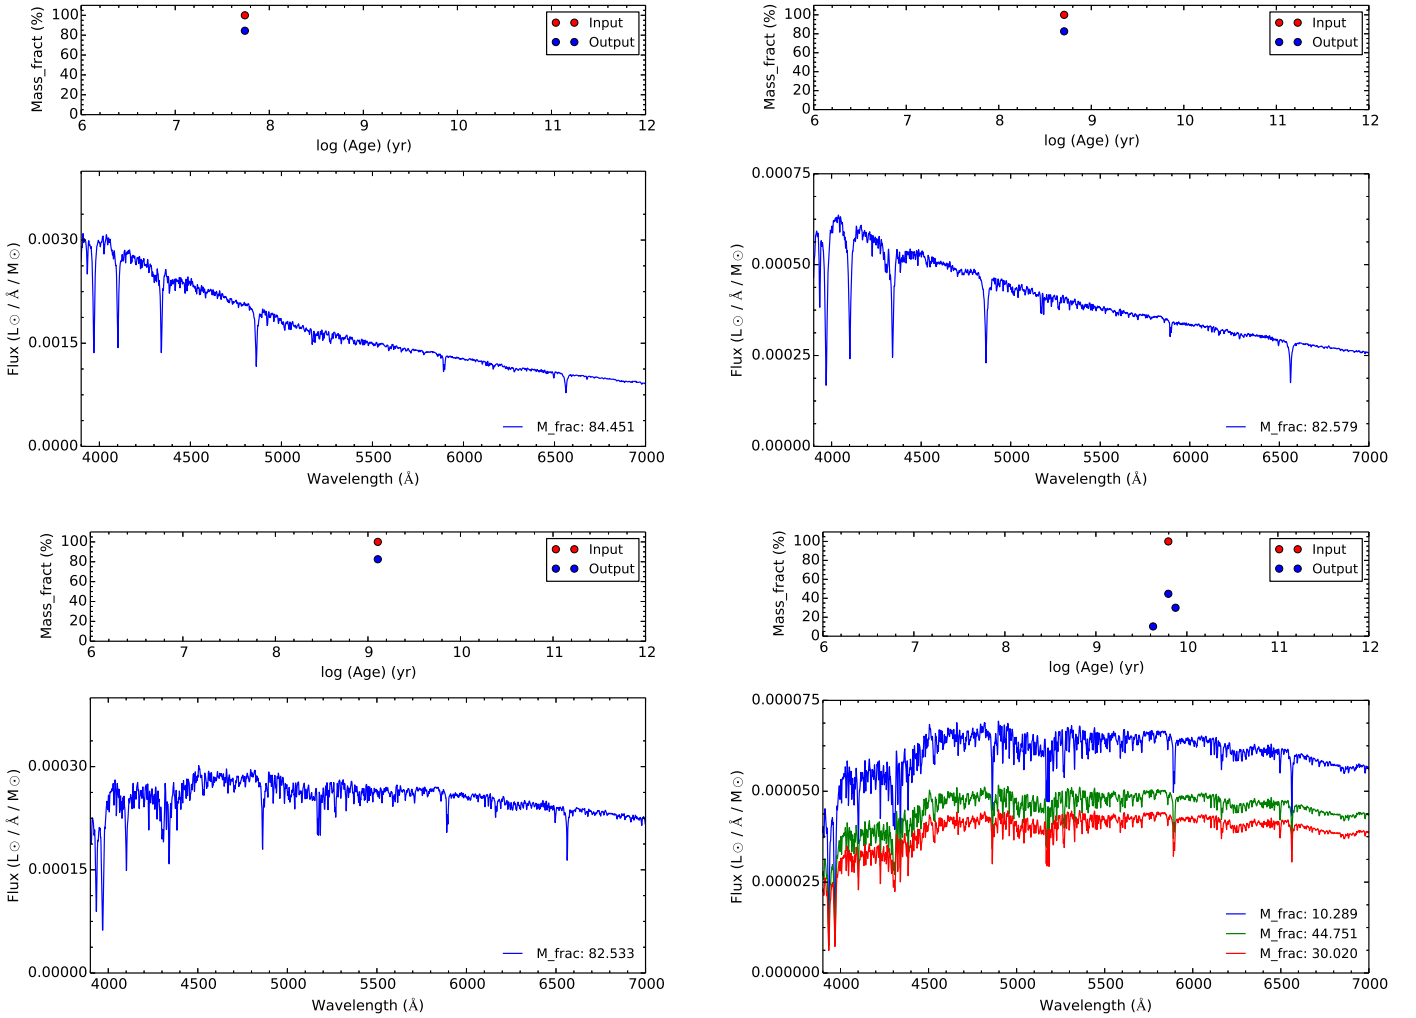 Mass_fract (%)
100
80
60
40
20
0
6 7 8 9 10 11 12
log (Age) (yr)
Input
Output
Flux (L☉ / Å / M☉)
0.0030
0.0015
0.0000
4000 4500 5000 5500 6000 6500 7000
Wavelength (Å)
M_frac: 84.451
Mass_fract (%)
100
80
60
40
20
0
6 7 8 9 10 11 12
log (Age) (yr)
Input
Output
Flux (L☉ / Å / M☉)
0.00075
0.00050
0.00025
0.00000
4000 4500 5000 5500 6000 6500 7000
Wavelength (Å)
M_frac: 82.579
Mass_fract (%)
100
80
60
40
20
0
6 7 8 9 10 11 12
log (Age) (yr)
Input
Output
Flux (L☉ / Å / M☉)
0.00030
0.00015
0.00000
4000 4500 5000 5500 6000 6500 7000
Wavelength (Å)
M_frac: 82.533
Mass_fract (%)
100
80
60
40
20
0
6 7 8 9 10 11 12
log (Age) (yr)
Input
Output
Flux (L☉ / Å / M☉)
0.000075
0.000050
0.000025
0.000000
4000 4500 5000 5500 6000 6500 7000
Wavelength (Å)
M_frac: 10.289
M_frac: 44.751
M_frac: 30.020